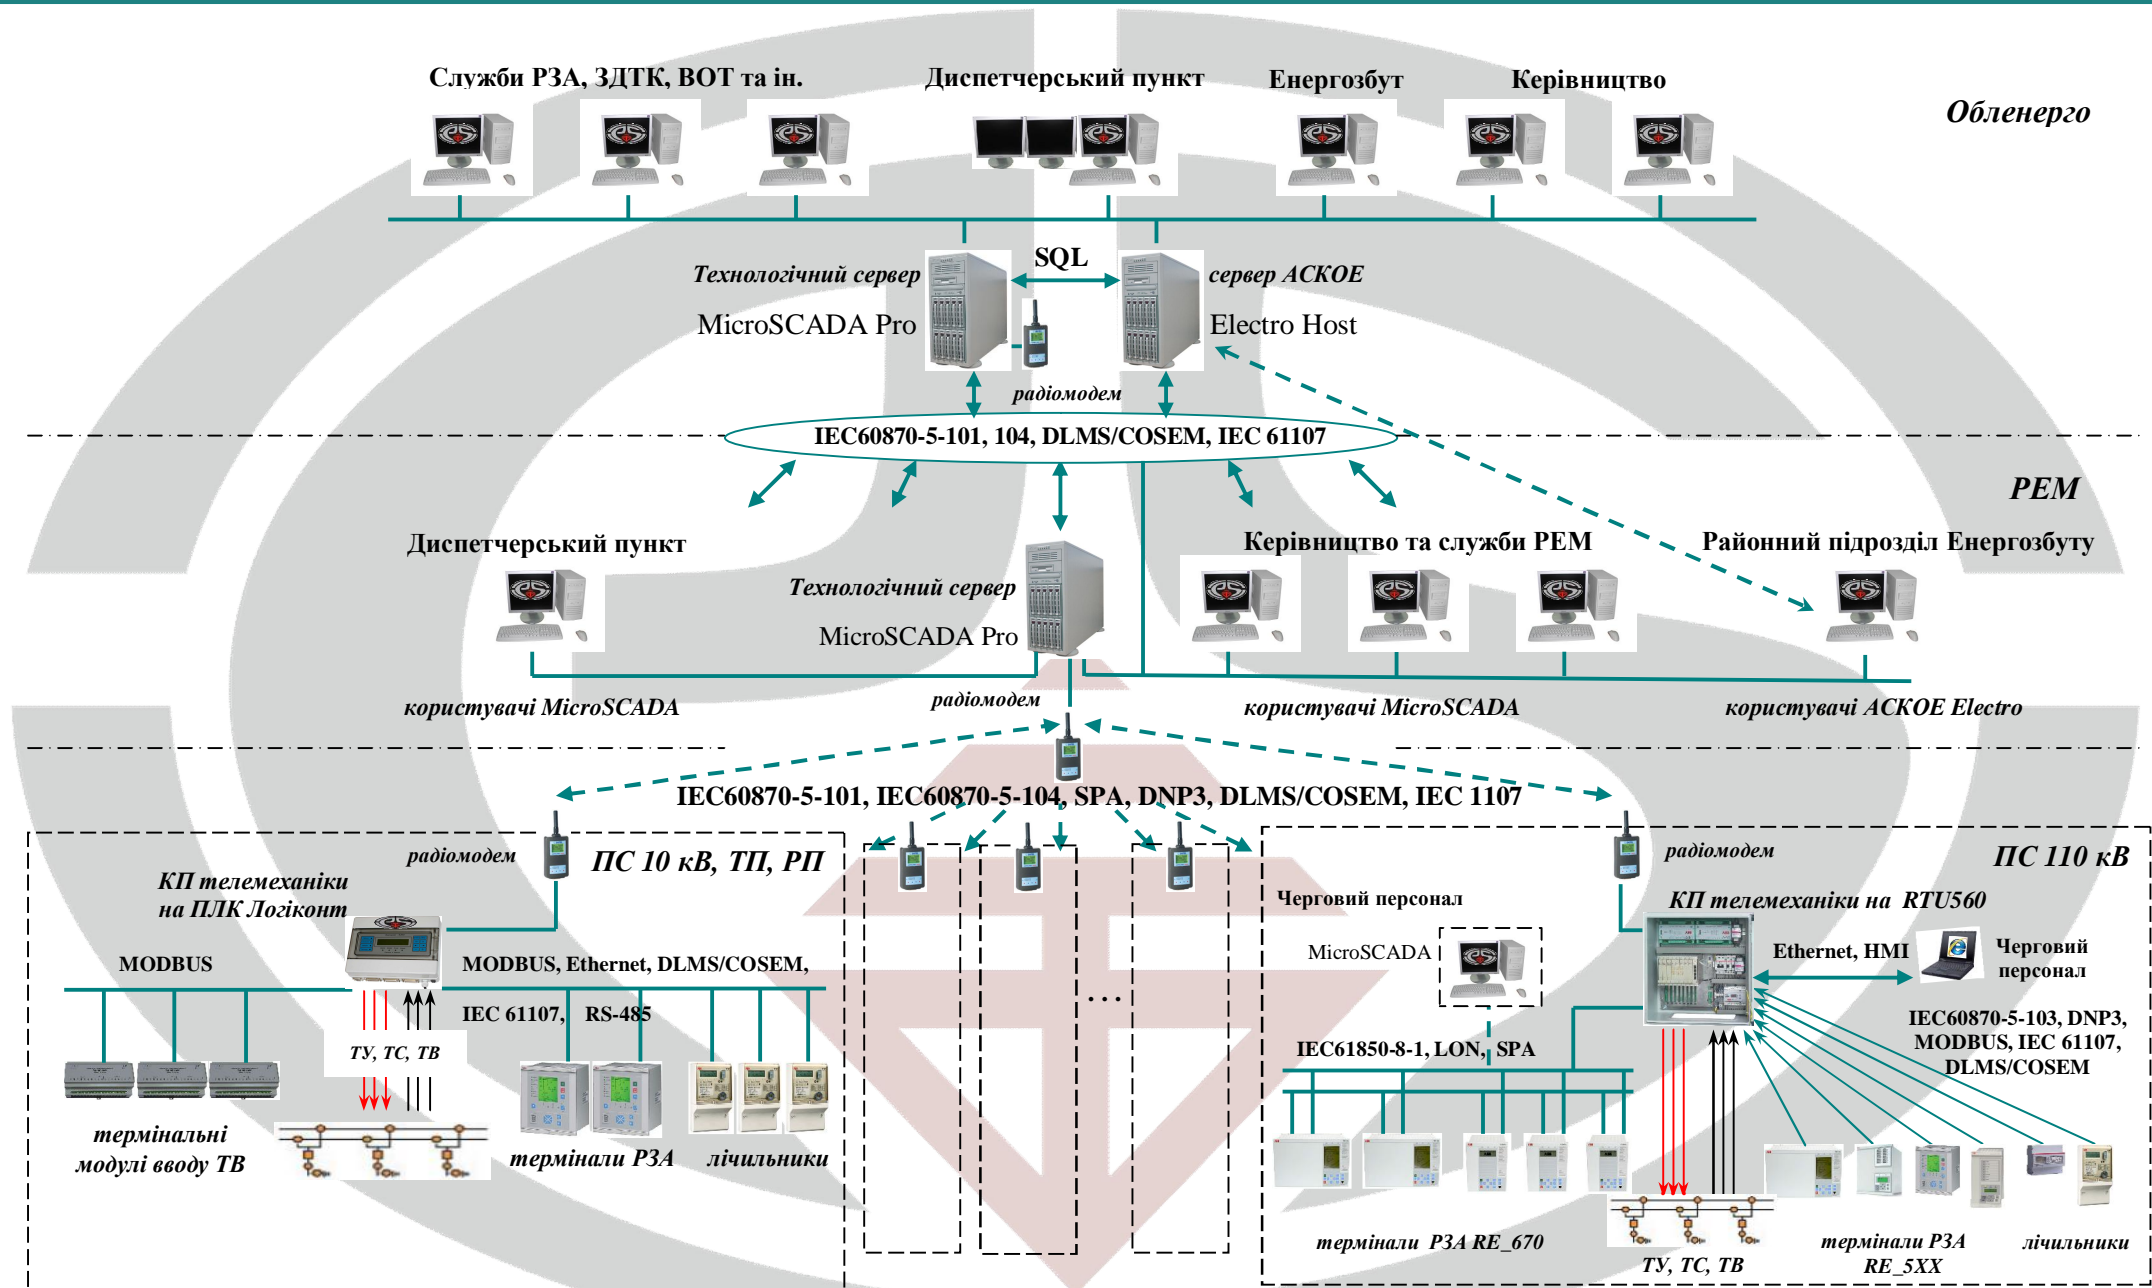 Служби РЗА, ЗДТК, ВОТ та ін.
Диспетчерський пункт
Енергозбут
Керівництво
Обленерго
SQL
Технологічний сервер
сервер АСКОЕ
MicroSCADA Pro
Electro Host
радіомодем
IEC60870-5-101, 104, DLMS/COSEM, IEC 61107
РЕМ
Диспетчерський пункт
Керівництво та служби РЕМ
Районний підрозділ Енергозбуту
Технологічний сервер
MicroSCADA Pro
користувачі MicroSCADA
радіомодем
користувачі MicroSCADA
користувачі АСКОЕ Electro
IEC60870-5-101, IEC60870-5-104, SPA, DNP3, DLMS/COSEM, IEC 1107
радіомодем
ПС 10 кВ, ТП, РП
КП телемеханіки
на ПЛК Логіконт
MODBUS
MODBUS, Ethernet, DLMS/COSEM,
IEC 61107, RS-485
ТУ, ТС, ТВ
термінальні
модулі вводу ТВ
термінали РЗА
лічильники
...
радіомодем
ПС 110 кВ
Черговий персонал
КП телемеханіки на RTU560
MicroSCADA
Ethernet, HMI
Черговий
персонал
IEC61850-8-1, LON, SPA
IEC60870-5-103, DNP3,
MODBUS, IEC 61107,
DLMS/COSEM
термінали РЗА RE_670
ТУ, ТС, ТВ
термінали РЗА
RE_5XX
лічильники